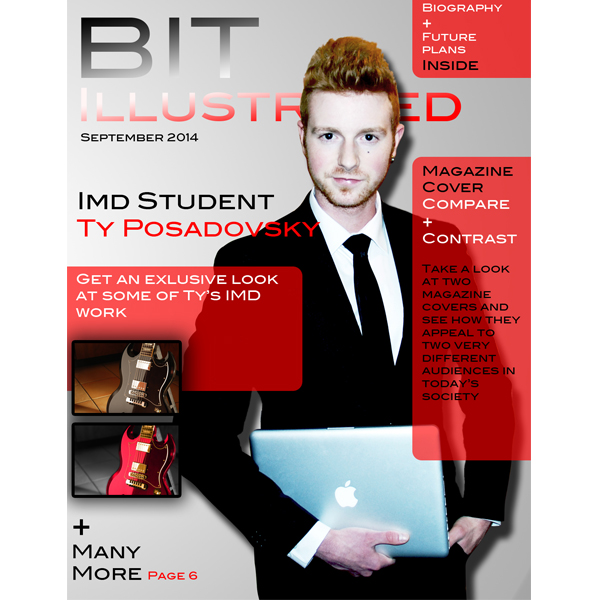 BIT
ILLUSTRATED
SEPTEMBER 2014
BIOGRAPHY
+
FUTURE
PLANS
INSIDE
IMD STUDENT
TY POSADOVSKY
GET AN EXLUSIVE LOOK
AT SOME OF TY'S IMD
WORK
+
MANY
MORE PAGE 6
MAGAZINE
COVER
COMPARE
+
CONTRAST
TAKE A LOOK
AT TWO
MAGAZINE
COVERS AND
SEE HOW THEY
APPEAL TO
TWO VERY
DIFFERENT
AUDIENCES IN
TODAY'S
SOCIETY